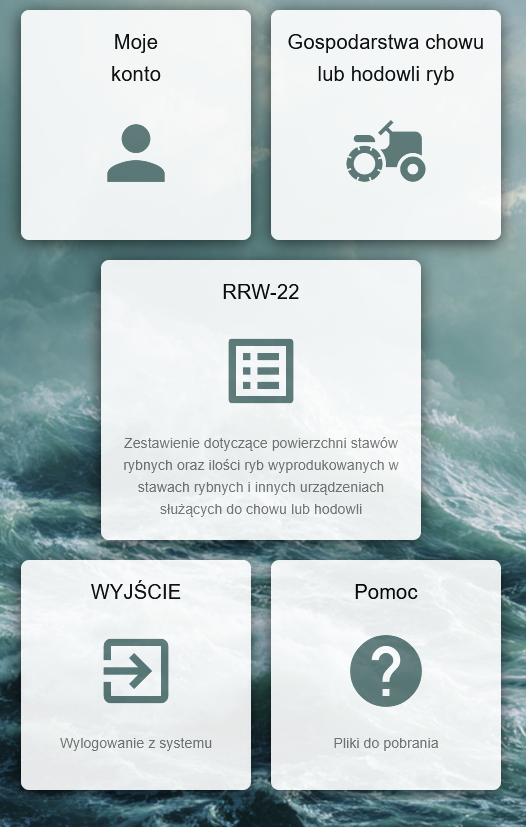 Moje
konto
Gospodarstwa chowu
lub hodowli ryb
RRW-22
Zestawienie dotyczące powierzchni stawów
rybnych oraz ilości ryb wyprodukowanych w
stawach rybnych i innych urządzeniach
służących do chowu lub hodowli
WYJŚCIE
Wylogowanie z systemu
Pomoc
Pliki do pobrania